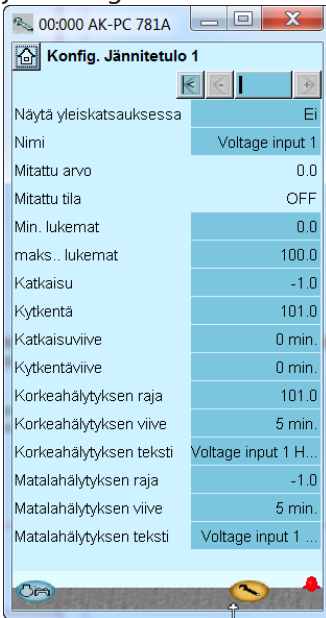 00:000 AK-PC 781A
Konfig. Jännitetulo 1
Näytä yleiskatsauksessa Ei
Nimi Voltage input 1
Mitattu arvo 0.0
Mitattu tila OFF
Min. lukemat 0.0
maks.. lukemat 100.0
Katkaisu -1.0
Kytkentä 101.0
Katkaisuviive 0 min.
Kytkentäviive 0 min.
Korkeahälytyksen raja 101.0
Korkeahälytyksen viive 5 min.
Korkeahälytyksen teksti Voltage input 1 H...
Matalahälytyksen raja -1.0
Matalahälytyksen viive 5 min.
Matalahälytyksen teksti Voltage input 1 ...